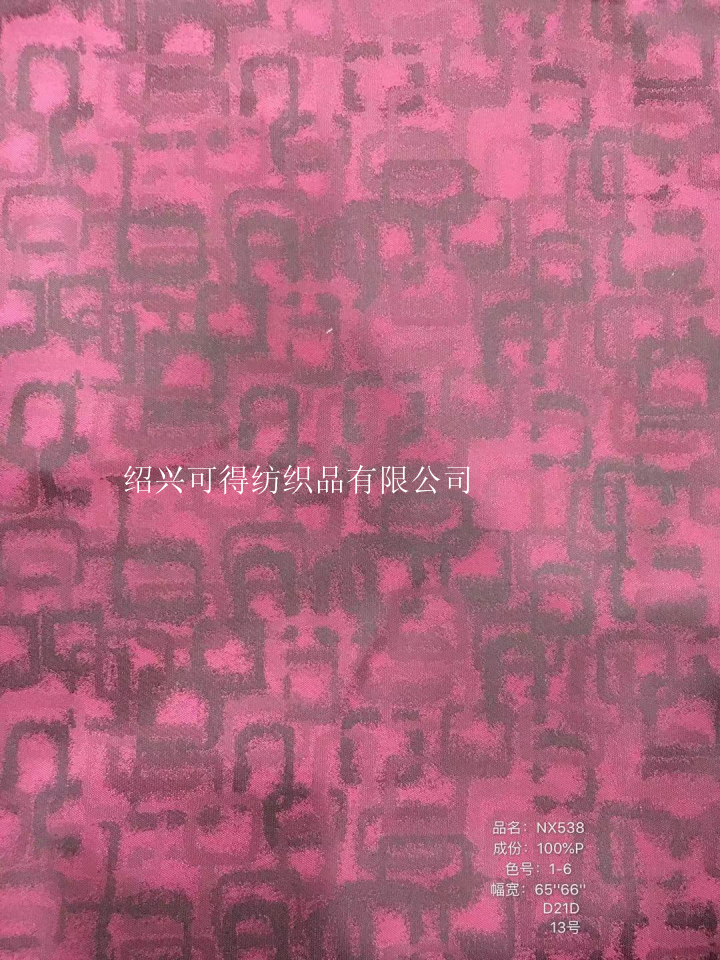 绍兴可得纺织品有限公司
品名：NX538
成份：100%P
色号：1-6
幅宽：65''66''
D21D
13号